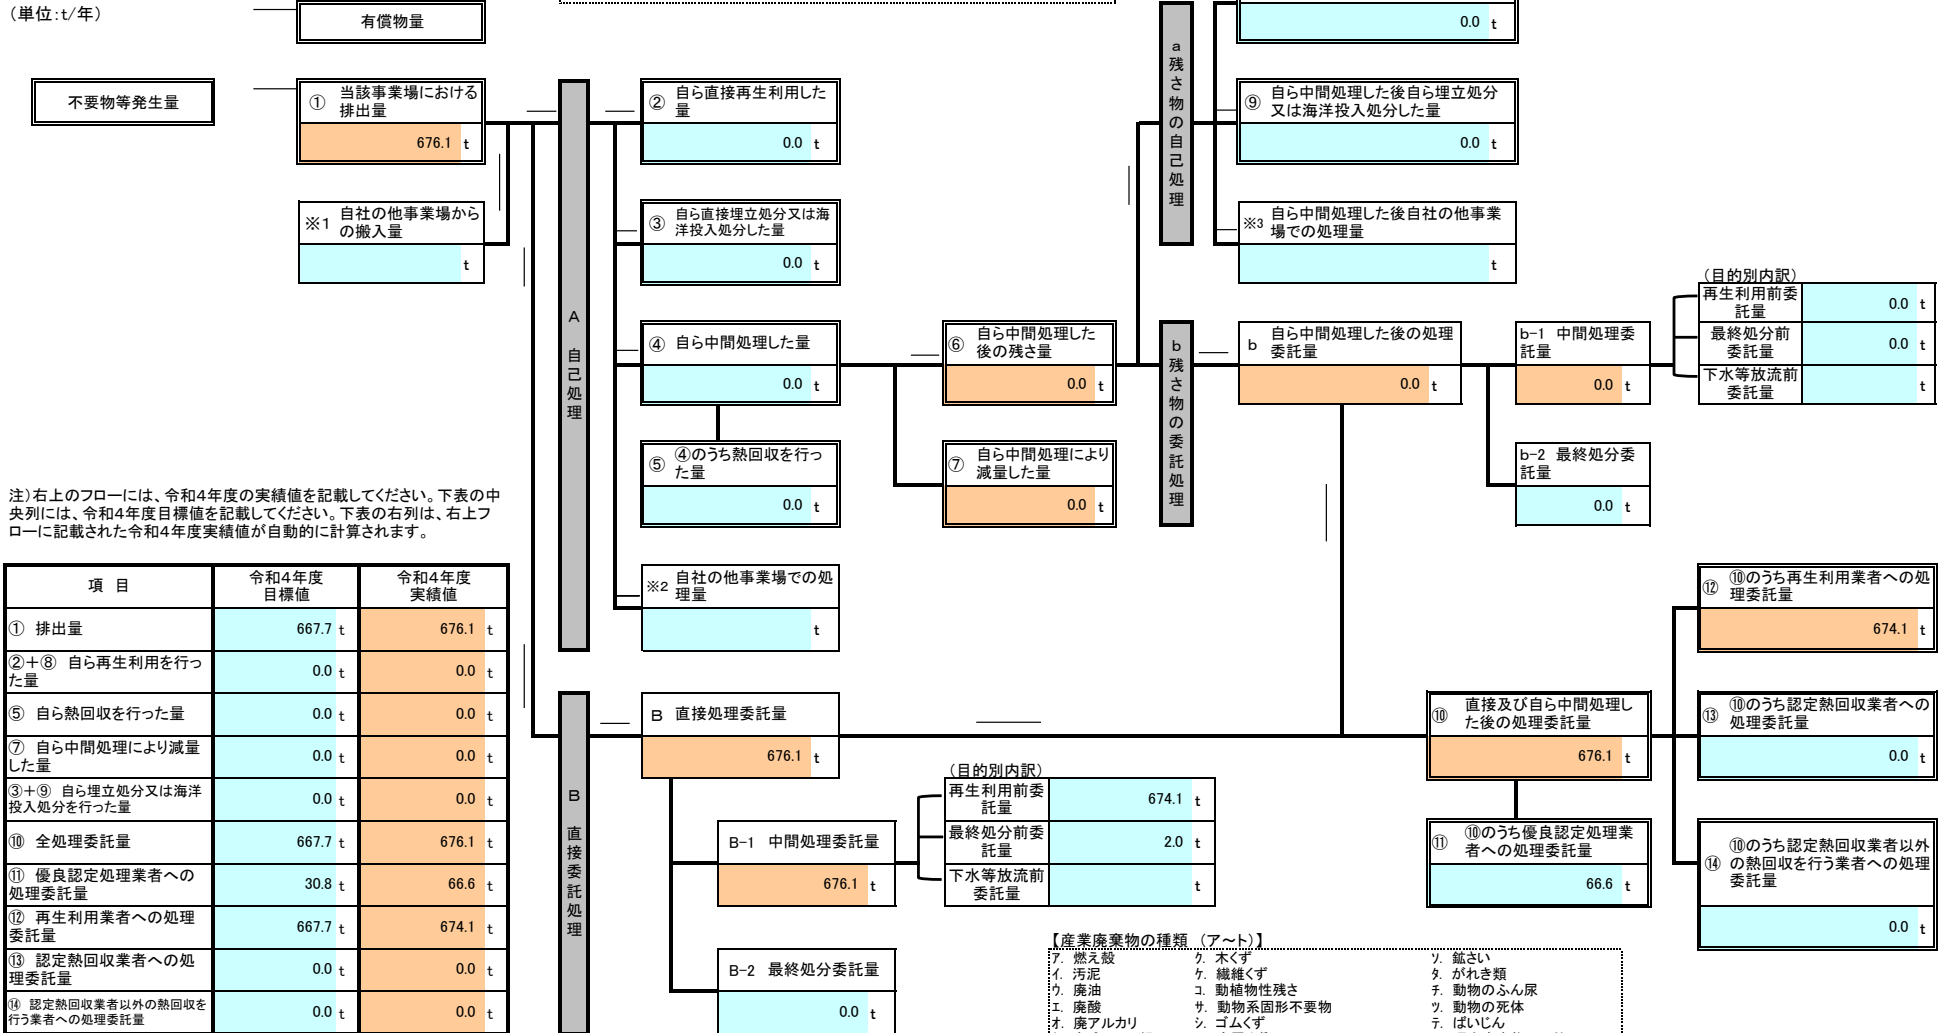 (単位:t/年)
有償物量
0.0 t
不要物等発生量
① 当該事業場における
排出量
676.1 t
※1 自社の他事業場から
の搬入量
t
A
自
己
処
理
② 自ら直接再生利用した
量
0.0 t
③ 自ら直接埋立処分又は海
洋投入処分した量
0.0 t
④ 自ら中間処理した量
0.0 t
⑤ ④のうち熱回収を行っ
た量
0.0 t
※2 自社の他事業場での処
理量
t
⑥ 自ら中間処理した
後の残さ量
0.0 t
⑦ 自ら中間処理により
減量した量
0.0 t
a
残
さ
物
の
自
己
処
理
⑨ 自ら中間処理した後自ら埋立処分
又は海洋投入処分した量
0.0 t
※3 自ら中間処理した後自社の他事業
場での処理量
t
b
残
さ
物
の
委
託
処
理
b 自ら中間処理した後の処理
委託量
0.0 t
b-1 中間処理委
託量
0.0 t
b-2 最終処分委
託量
0.0 t
(目的別内訳)
再生利用前委
託量
0.0 t
最終処分前
委託量
0.0 t
下水等放流前
委託量
t
注)右上のフローには、令和4年度の実績値を記載してください。下表の中
央列には、令和4年度目標値を記載してください。下表の右列は、右上フ
ローに記載された令和4年度実績値が自動的に計算されます。
項 目
令和4年度
目標値
令和4年度
実績値
① 排出量
667.7 t
676.1 t
②+⑧ 自ら再生利用を行っ
た量
0.0 t
0.0 t
⑤ 自ら熱回収を行った量
0.0 t
0.0 t
⑦ 自ら中間処理により減量
した量
0.0 t
0.0 t
③+⑨ 自ら埋立処分又は海洋
投入処分を行った量
0.0 t
0.0 t
⑩ 全処理委託量
667.7 t
676.1 t
⑪ 優良認定処理業者への
処理委託量
30.8 t
66.6 t
⑫ 再生利用業者への処理
委託量
667.7 t
674.1 t
⑬ 認定熱回収業者への処
理委託量
0.0 t
0.0 t
⑭ 認定熱回収業者以外の熱回収を
行う業者への処理委託量
0.0 t
0.0 t
B
直
接
委
託
処
理
B 直接処理委託量
676.1 t
B-1 中間処理委託量
676.1 t
B-2 最終処分委託量
0.0 t
(目的別内訳)
再生利用前委
託量
674.1 t
最終処分前委
託量
2.0 t
下水等放流前
委託量
t
⑩ 直接及び自ら中間処理し
た後の処理委託量
676.1 t
⑪ ⑩のうち優良認定処理業
者への処理委託量
66.6 t
⑫ ⑩のうち再生利用業者への処
理委託量
674.1 t
⑬ ⑩のうち認定熱回収業者への
処理委託量
0.0 t
⑭ ⑩のうち認定熱回収業者以外
の熱回収を行う業者への処理
委託量
0.0 t
【産業廃棄物の種類 (ア~ト)】
ア. 燃え殻
イ. 汚泥
ウ. 廃油
エ. 廃酸
オ. 廃アルカリ
ク. 木くず
ケ. 繊維くず
コ. 動植物性残さ
サ. 動物系固形不要物
シ. ゴムくず
ソ. 鉱さい
タ. がれき類
チ. 動物のふん尿
ツ. 動物の死体
テ. ばいじん